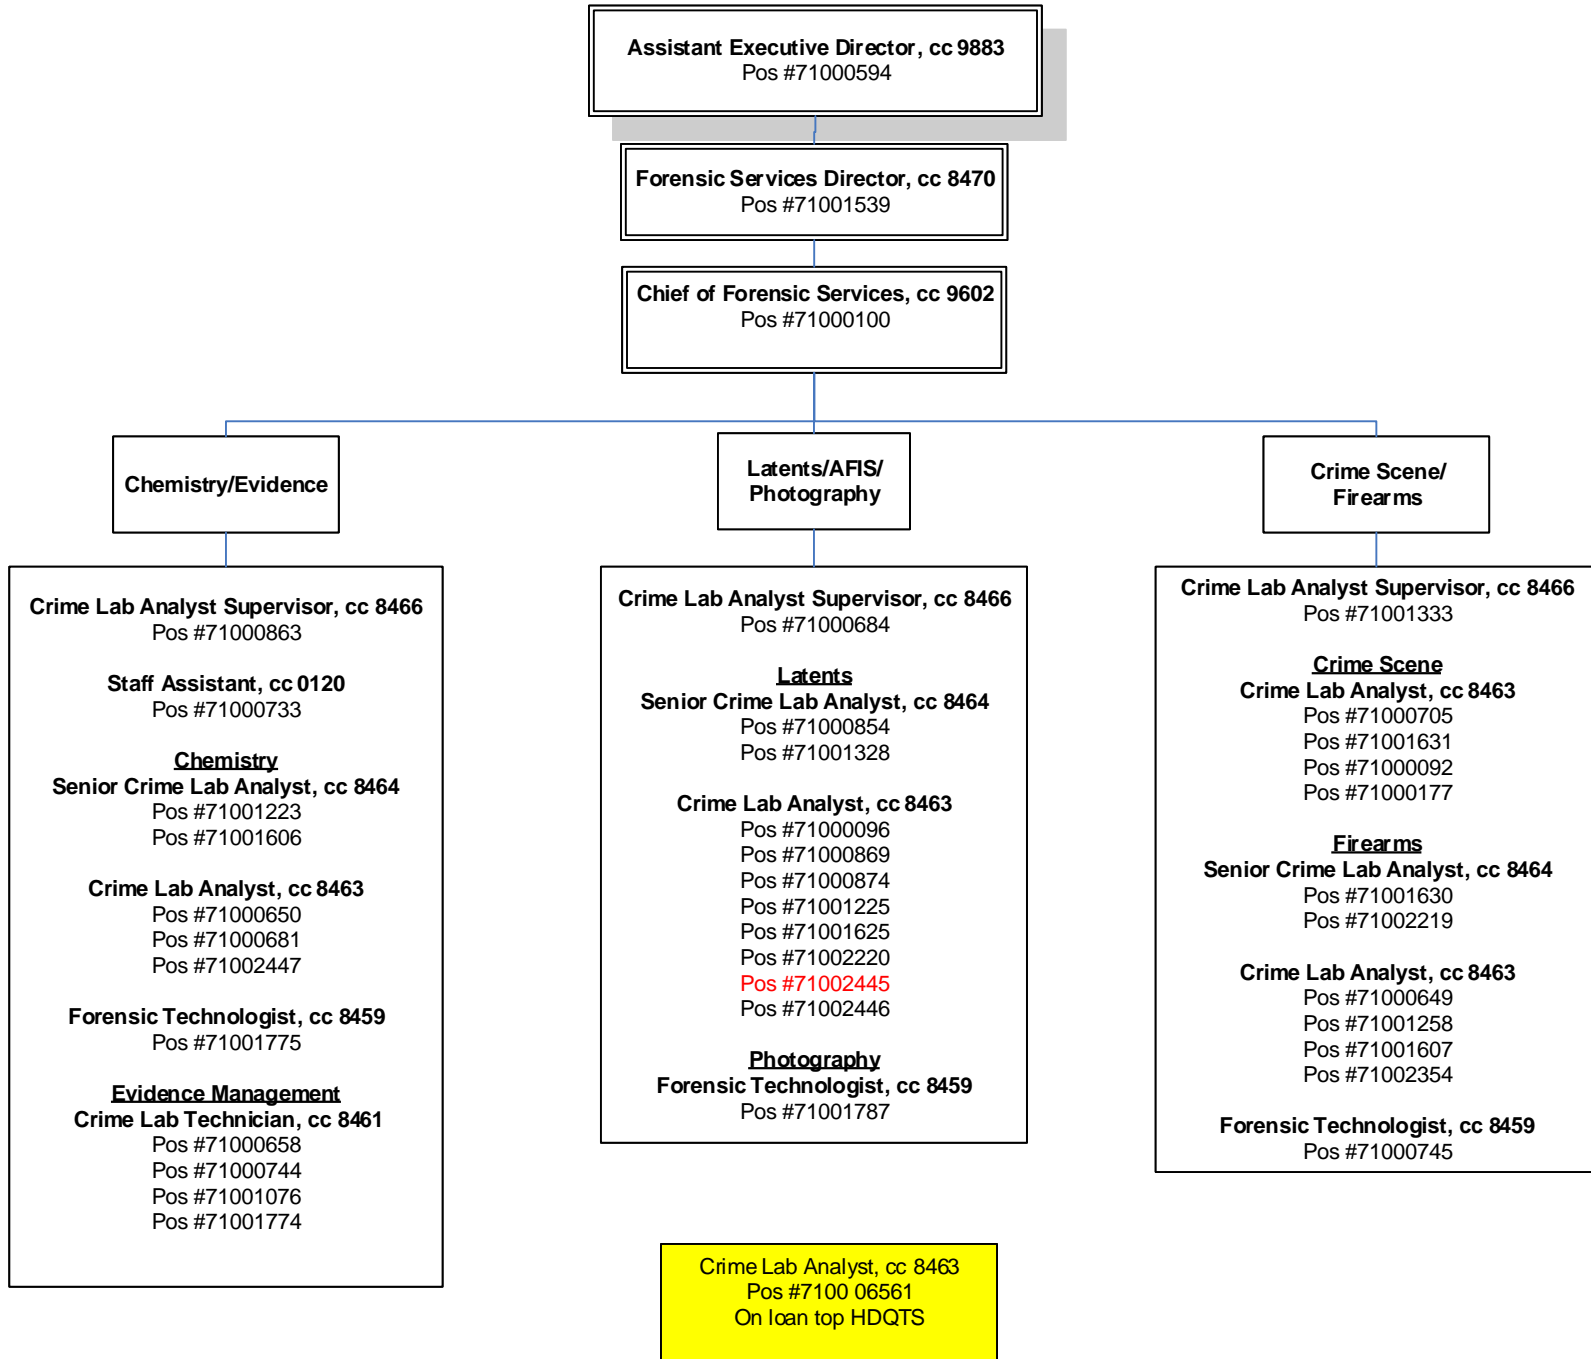 Assistant Executive Director, cc 9883
Pos #71000594
Forensic Services Director, cc 8470
Pos #71001539
Chief of Forensic Services, cc 9602
Pos #71000100
Chemistry/Evidence
Latents/AFIS/
Photography
Crime Scene/
Firearms
Crime Lab Analyst Supervisor, cc 8466
Pos #71000863
Staff Assistant, cc 0120
Pos #71000733
Chemistry
Senior Crime Lab Analyst, cc 8464
Pos #71001223
Pos #71001606
Crime Lab Analyst, cc 8463
Pos #71000650
Pos #71000681
Pos #71002447
Forensic Technologist, cc 8459
Pos #71001775
Evidence Management
Crime Lab Technician, cc 8461
Pos #71000658
Pos #71000744
Pos #71001076
Pos #71001774
Crime Lab Analyst Supervisor, cc 8466
Pos #71000684
Latents
Senior Crime Lab Analyst, cc 8464
Pos #71000854
Pos #71001328
Crime Lab Analyst, cc 8463
Pos #71000096
Pos #71000869
Pos #71000874
Pos #71001225
Pos #71001625
Pos #71002220
Pos #71002445
Pos #71002446
Photography
Forensic Technologist, cc 8459
Pos #71001787
Crime Lab Analyst Supervisor, cc 8466
Pos #71001333
Crime Scene
Crime Lab Analyst, cc 8463
Pos #71000705
Pos #71001631
Pos #71000092
Pos #71000177
Firearms
Senior Crime Lab Analyst, cc 8464
Pos #71001630
Pos #71002219
Crime Lab Analyst, cc 8463
Pos #71000649
Pos #71001258
Pos #71001607
Pos #71002354
Forensic Technologist, cc 8459
Pos #71000745
Crime Lab Analyst, cc 8463
Pos #7100 06561
On loan top HDQTS